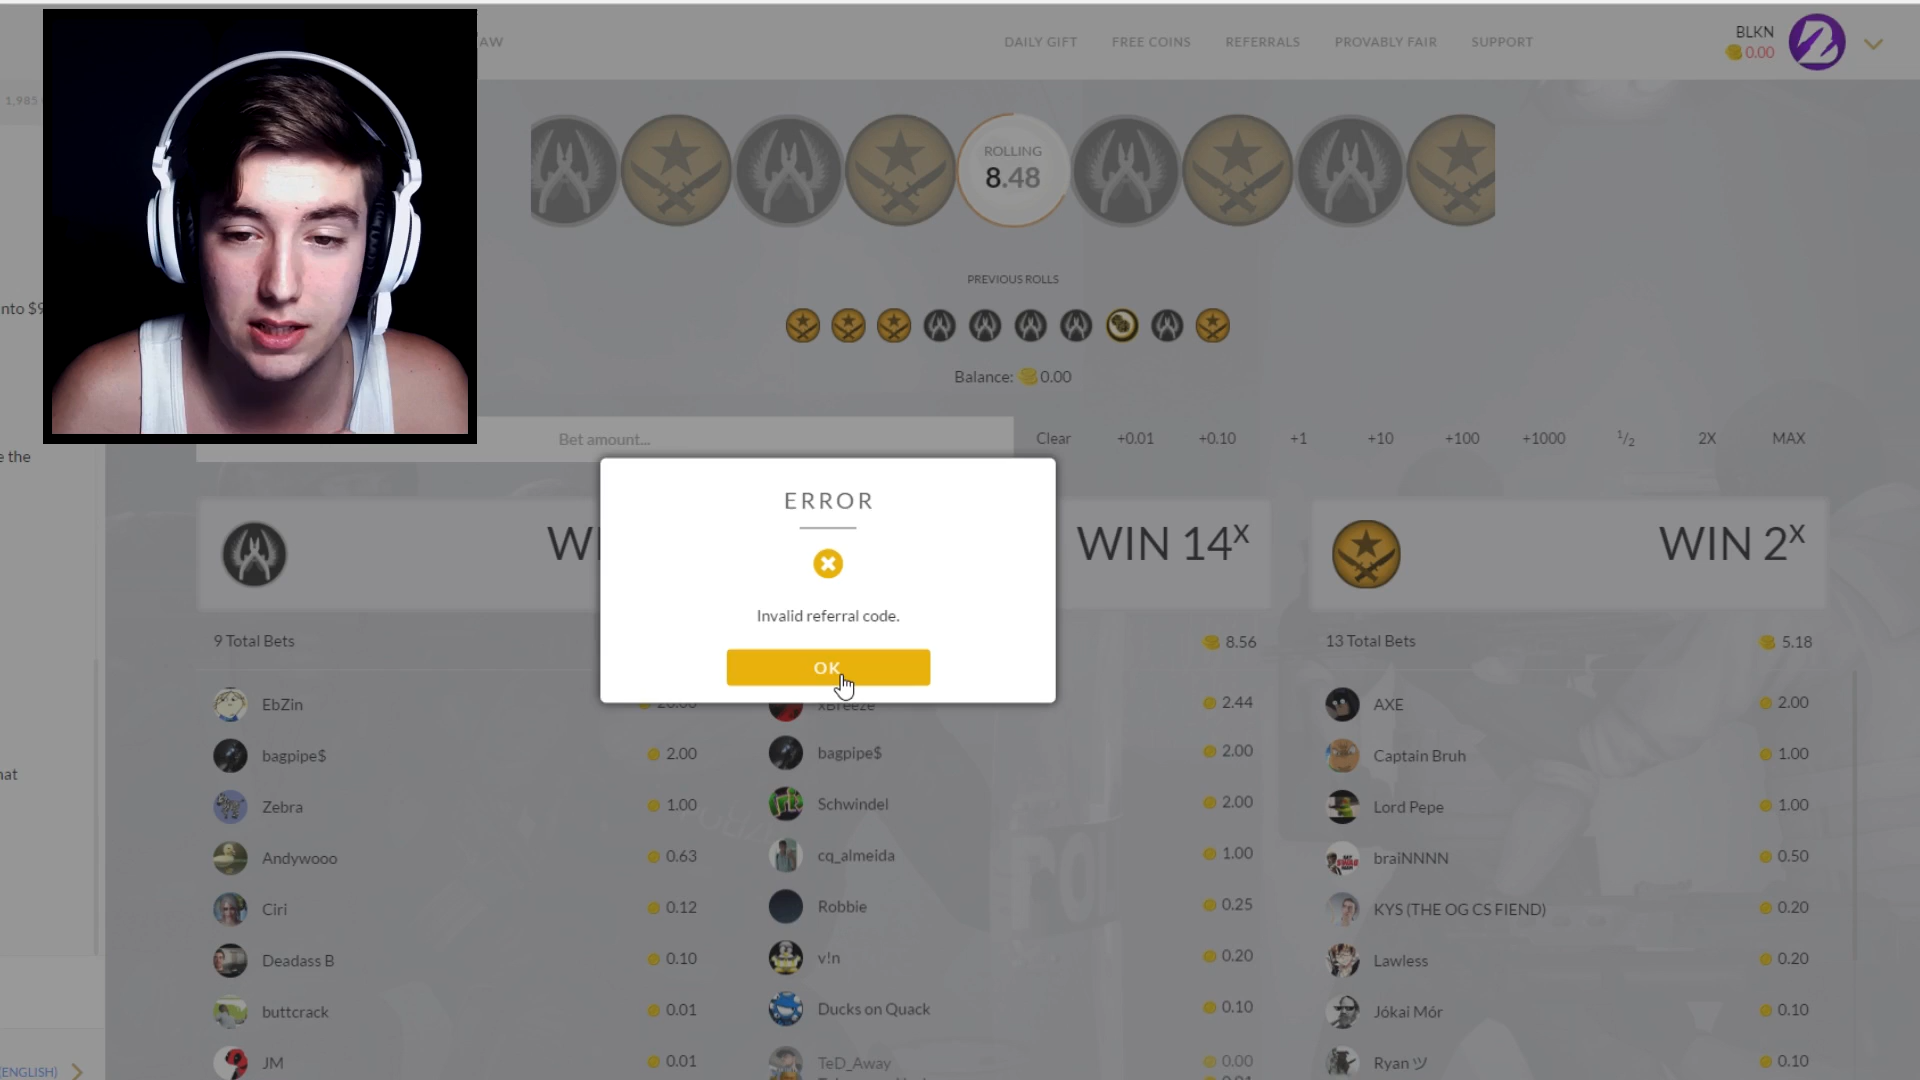 AW
DAILY GIFT
FREE COINS
REFERRALS
PROVABLY FAIR
SUPPORT
BLKN
0.00
1,985
ROLLING
8.48
PREVIOUS ROLLS
nto $9
Balance: 0.00
e the
Bet amount...
Clear
+0.01
+0.10
+1
+10
+100
+1000
1/2
2X
MAX
ERROR
Invalid referral code.
OK
WI
WIN 14X
WIN 2X
9 Total Bets
8.56
13 Total Bets
5.18
EbZin
xBreeze
2.44
AXE
2.00
bagpipe$
2.00
bagpipe$
2.00
Captain Bruh
1.00
hat
Zebra
1.00
Schwindel
2.00
Lord Pepe
1.00
Andywooo
0.63
cq_almeida
1.00
braiNNNN
0.50
Ciri
0.12
Robbie
0.25
KYS (THE OG CS FIEND)
0.20
Deadass B
0.10
v!n
0.20
Lawless
0.20
buttcrack
0.01
Ducks on Quack
0.10
Jókai Mór
0.10
(ENGLISH)
JM
0.01
TeD_Away
0.00
Ryan ツ
0.10